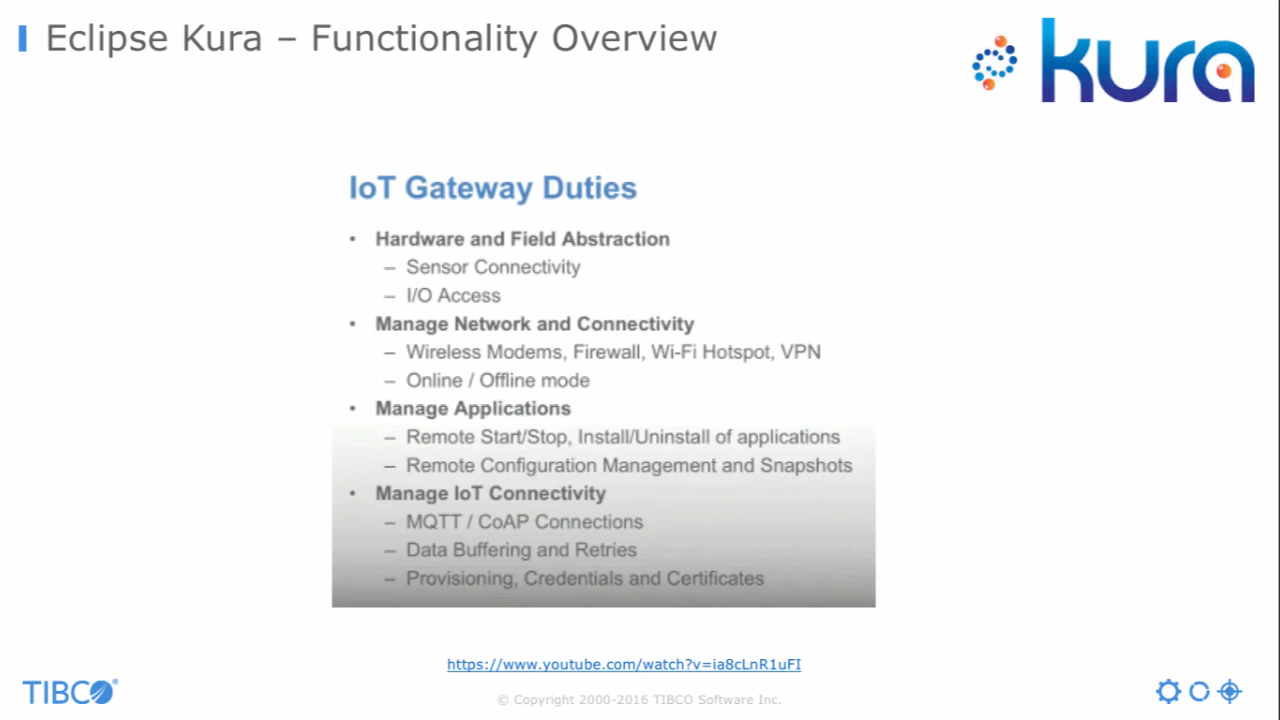 Eclipse Kura – Functionality Overview
kura
IoT Gateway Duties
• Hardware and Field Abstraction
– Sensor Connectivity
– I/O Access
• Manage Network and Connectivity
– Wireless Modems, Firewall, Wi-Fi Hotspot, VPN
– Online / Offline mode
• Manage Applications
– Remote Start/Stop, Install/Uninstall of applications
– Remote Configuration Management and Snapshots
• Manage IoT Connectivity
– MQTT / CoAP Connections
– Data Buffering and Retries
– Provisioning, Credentials and Certificates
https://www.youtube.com/watch?v=ia8cLnR1uFI
TIBCO®
© Copyright 2000-2016 TIBCO Software Inc.